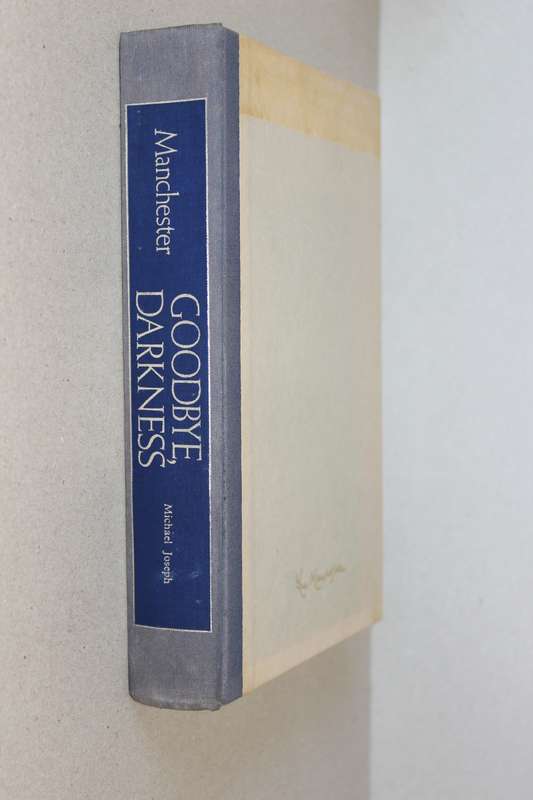 Manchester
GOODBYE,
DARKNESS
Michael Joseph